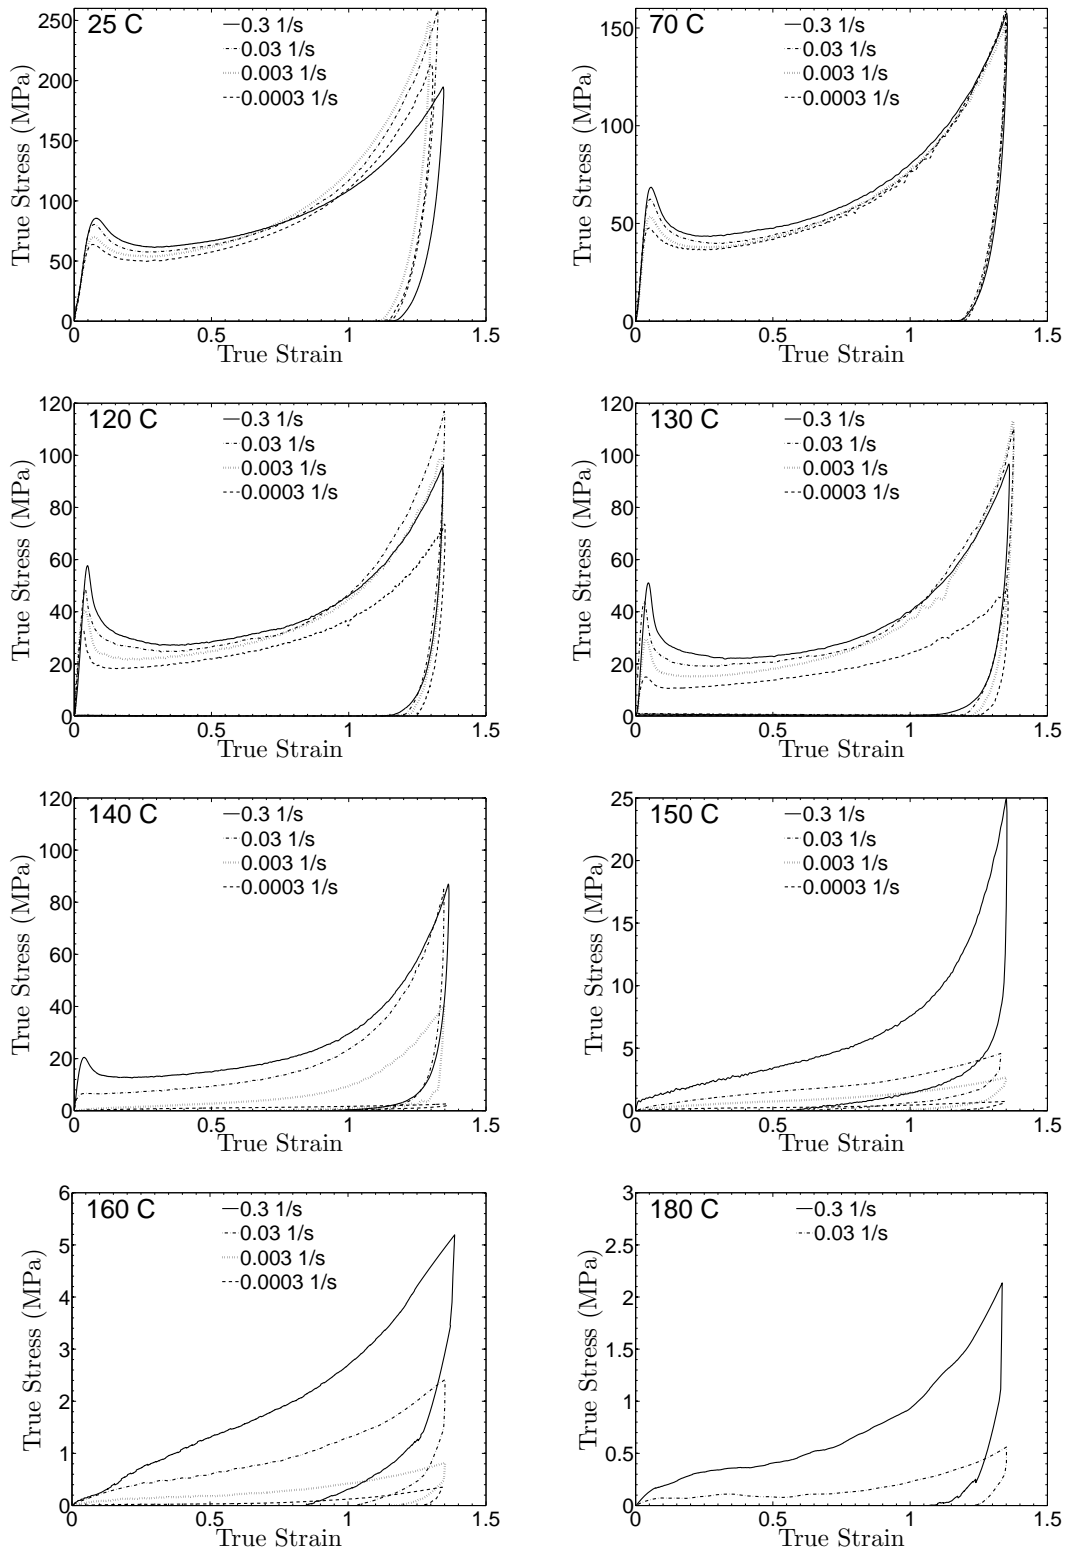 25 C
0.3 1/s
0.03 1/s
0.003 1/s
0.0003 1/s
250
200
150
100
50
0
0
0.5
1
1.5
True Strain
True Stress (MPa)
70 C
0.3 1/s
0.03 1/s
0.003 1/s
0.0003 1/s
150
100
50
0
0
0.5
1
1.5
True Strain
True Stress (MPa)
120 C
0.3 1/s
0.03 1/s
0.003 1/s
0.0003 1/s
120
100
80
60
40
20
0
0
0.5
1
1.5
True Strain
True Stress (MPa)
130 C
0.3 1/s
0.03 1/s
0.003 1/s
0.0003 1/s
120
100
80
60
40
20
0
0
0.5
1
1.5
True Strain
True Stress (MPa)
140 C
0.3 1/s
0.03 1/s
0.003 1/s
0.0003 1/s
120
100
80
60
40
20
0
0
0.5
1
1.5
True Strain
True Stress (MPa)
150 C
0.3 1/s
0.03 1/s
0.003 1/s
0.0003 1/s
25
20
15
10
5
0
0
0.5
1
1.5
True Strain
True Stress (MPa)
160 C
0.3 1/s
0.03 1/s
0.003 1/s
0.0003 1/s
6
5
4
3
2
1
0
0
0.5
1
1.5
True Strain
True Stress (MPa)
180 C
0.3 1/s
0.03 1/s
3
2.5
2
1.5
1
0.5
0
0
0.5
1
1.5
True Strain
True Stress (MPa)